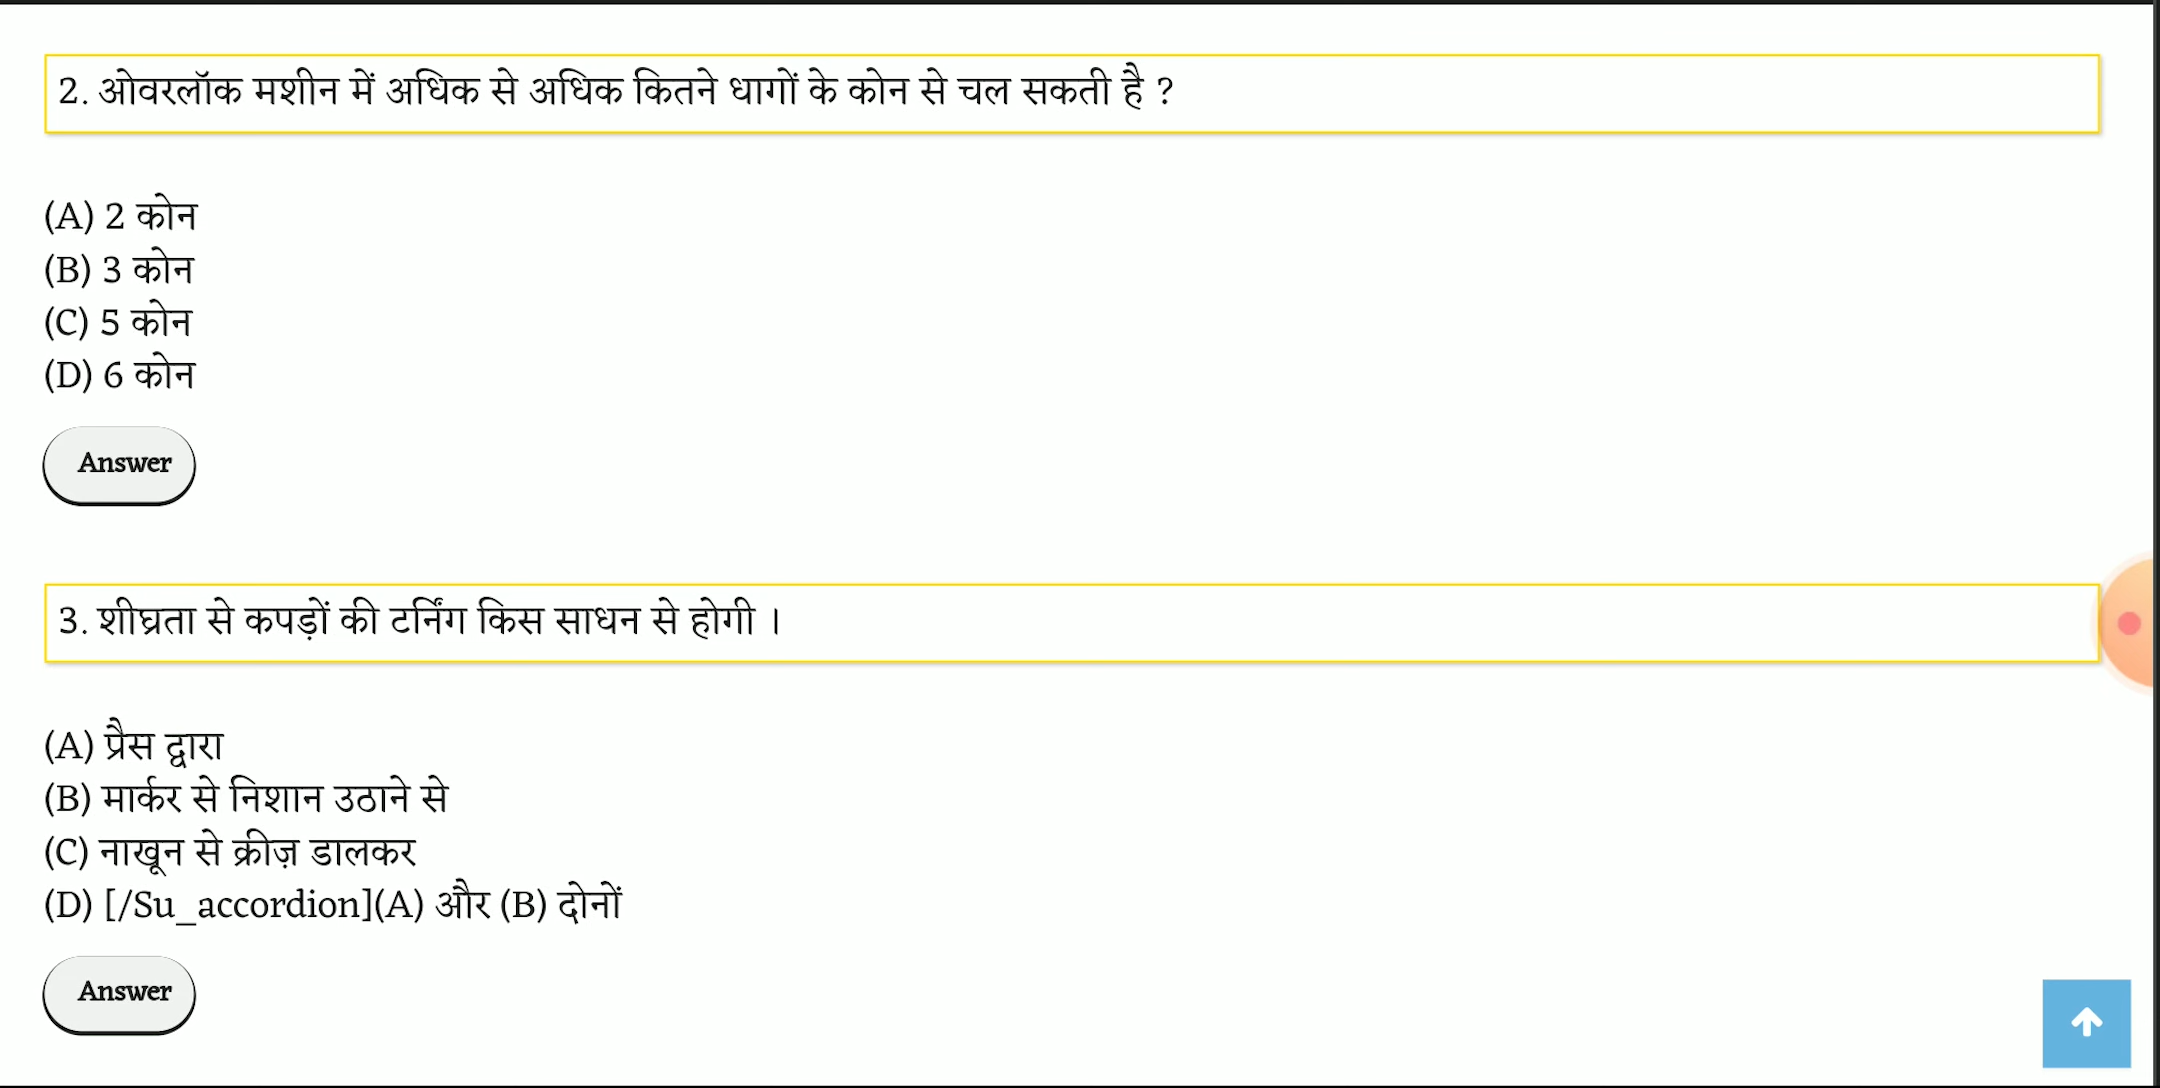 2. ओवरलॉक मशीन में अधिक से अधिक कितने धागों के कोन से चल सकती है ?
(A) 2 कोन
(B) 3 कोन
(C) 5 कोन
(D) 6 कोन
Answer
3. शीघ्रता से कपड़ों की टर्निंग किस साधन से होगी ।
(A) प्रैस द्वारा
(B) मार्कर से निशान उठाने से
(C) नाखून से क्रीज़ डालकर
(D) [/Su_accordion](A) और (B) दोनों
Answer